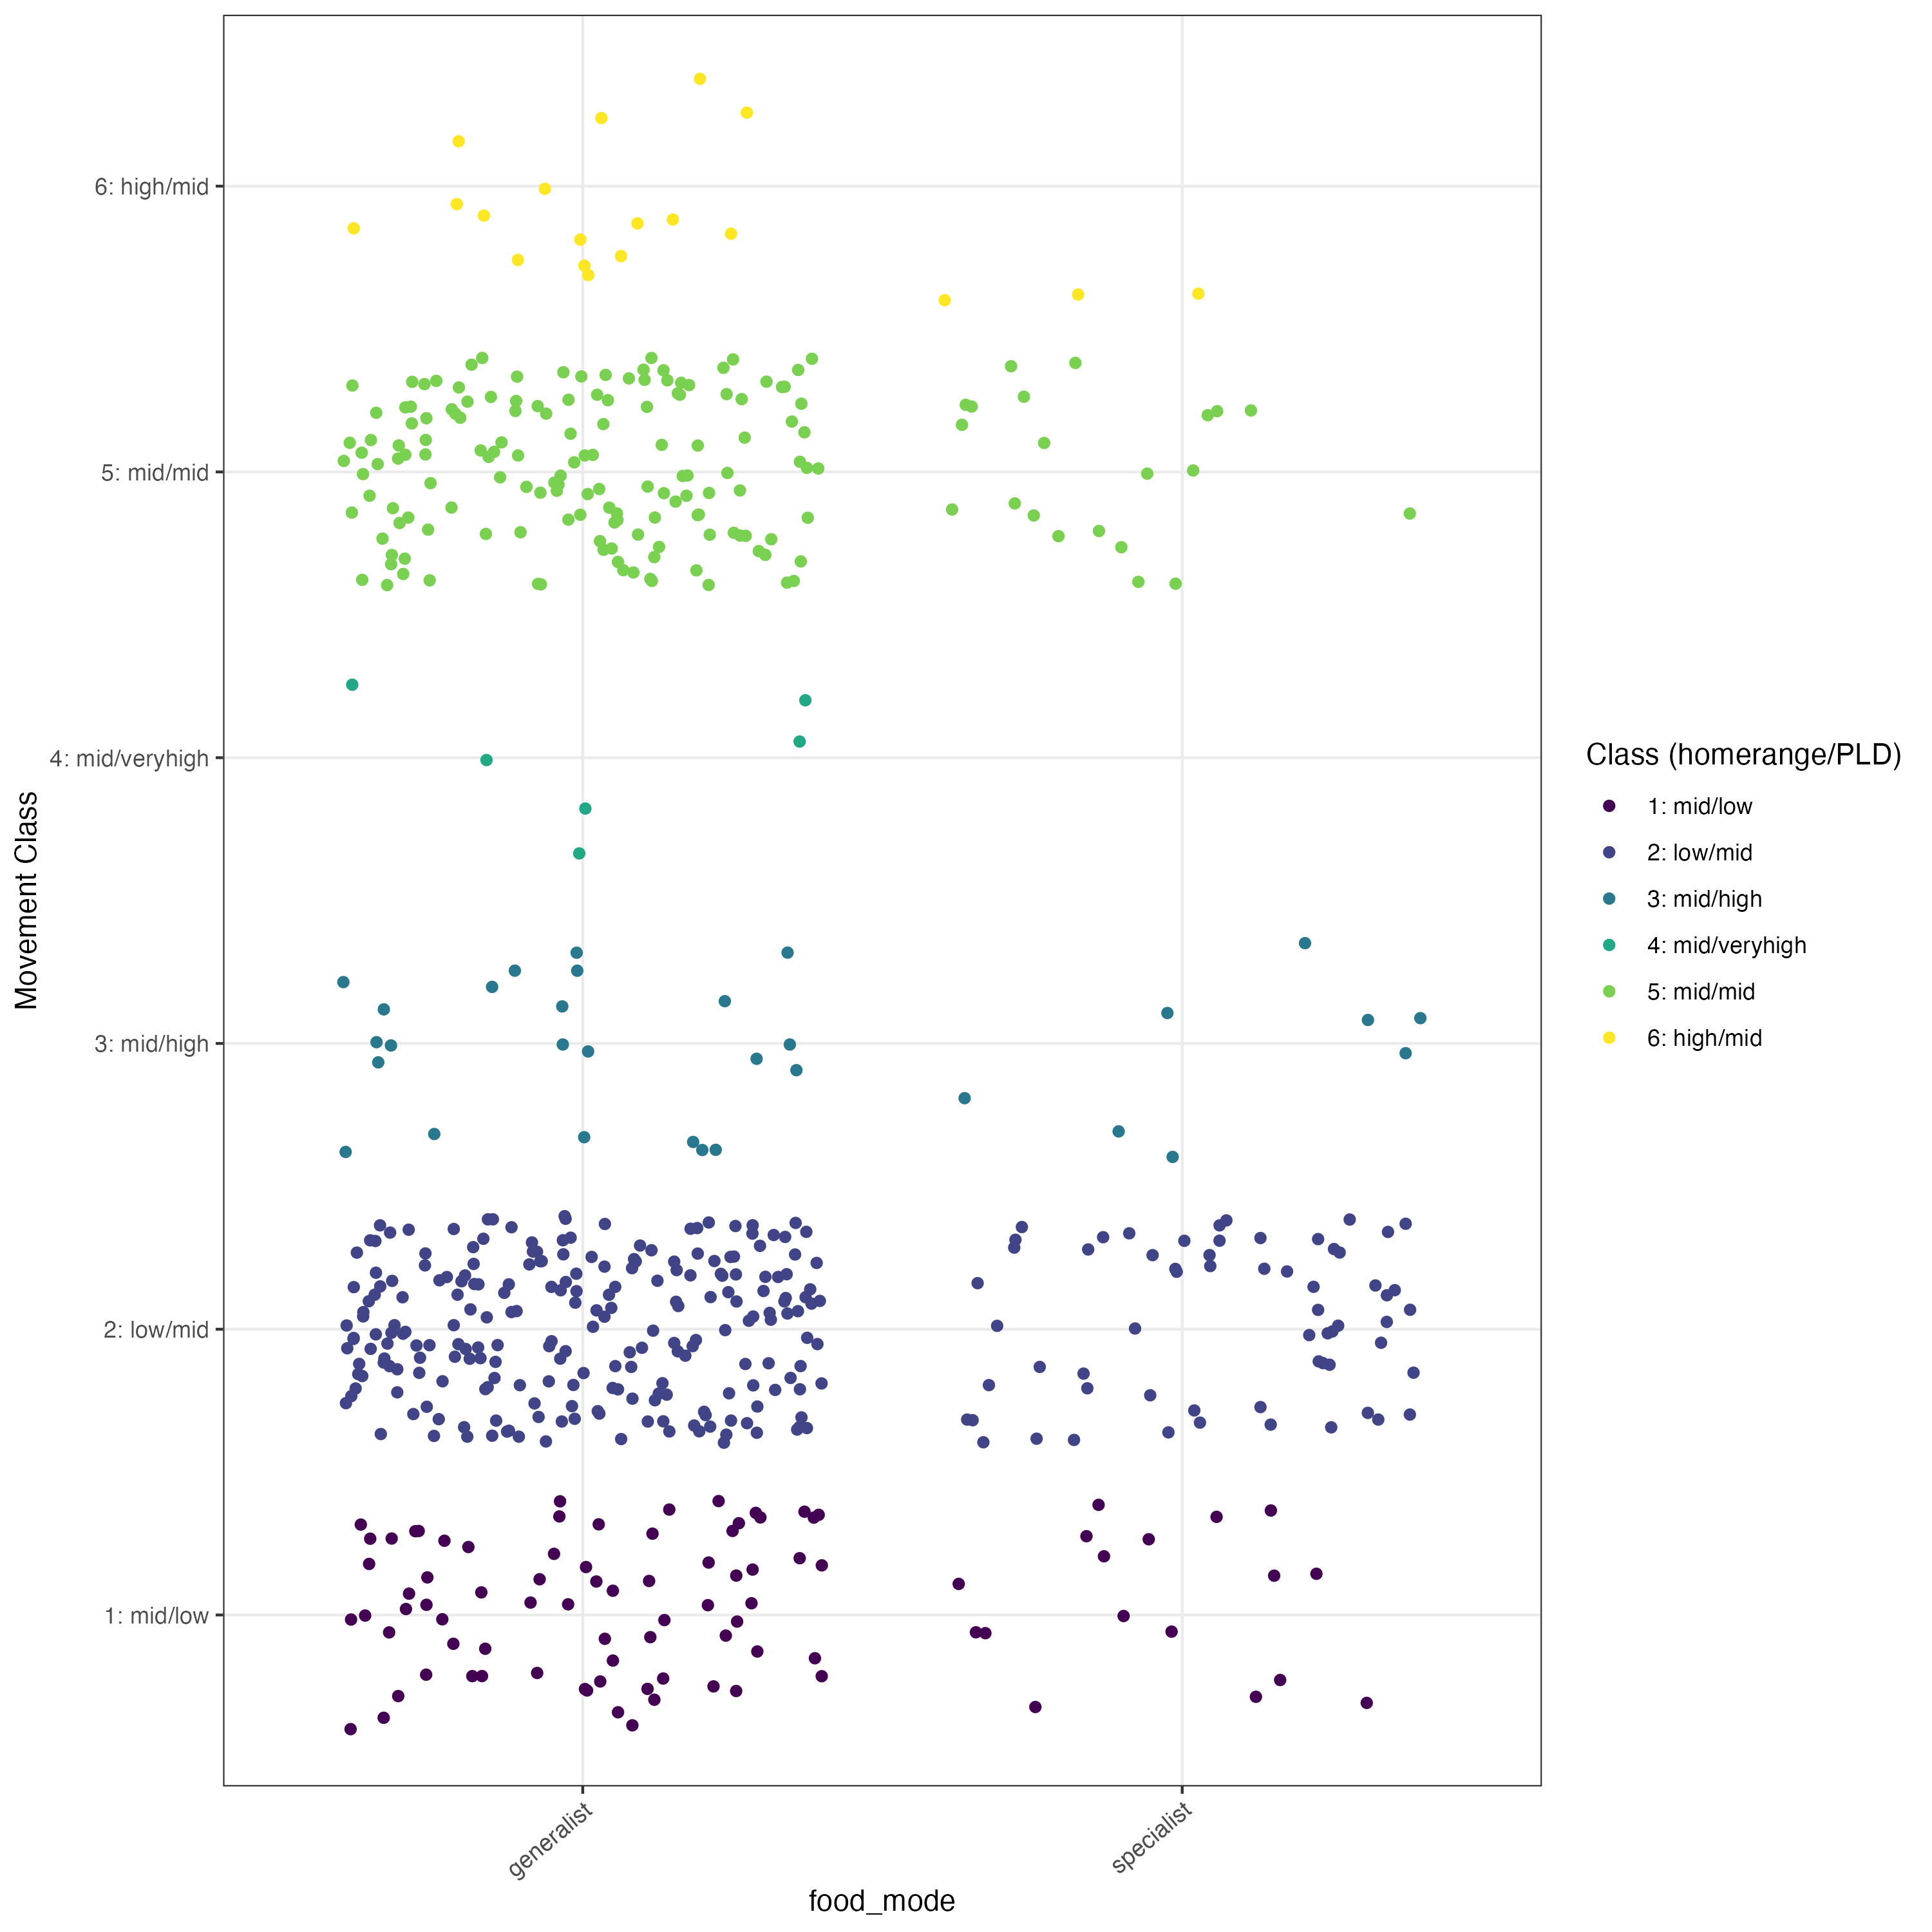 6: high/mid
5: mid/mid
4: mid/veryhigh
3: mid/high
2: low/mid
1: mid/low
Movement Class
generalist
specialist
food_mode
Class (homerange/PLD)
1: mid/low
2: low/mid
3: mid/high
4: mid/veryhigh
5: mid/mid
6: high/mid